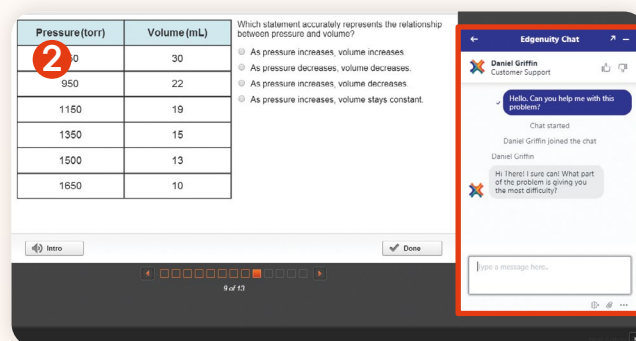 Pressure(torr) Volume (mL)
2
30
950 22
1150 19
1350 15
1500 13
1650 10
Which statement accurately represents the relationship
between pressure and volume?
As pressure increases, volume increases.
As pressure decreases, volume decreases.
As pressure increases, volume decreases
As pressure increases, volume stays constant.
Intro
Done
9 of 13
Edgenuity Chat
Daniel Griffin
Customer Support
Hello, Can you help me with this
problem?
Chat started
Daniel Griffin joined the chat
Daniel Griffin
Hi There! I sure can! What part
of the problem is giving you
the most difficulty?
Type a message here..